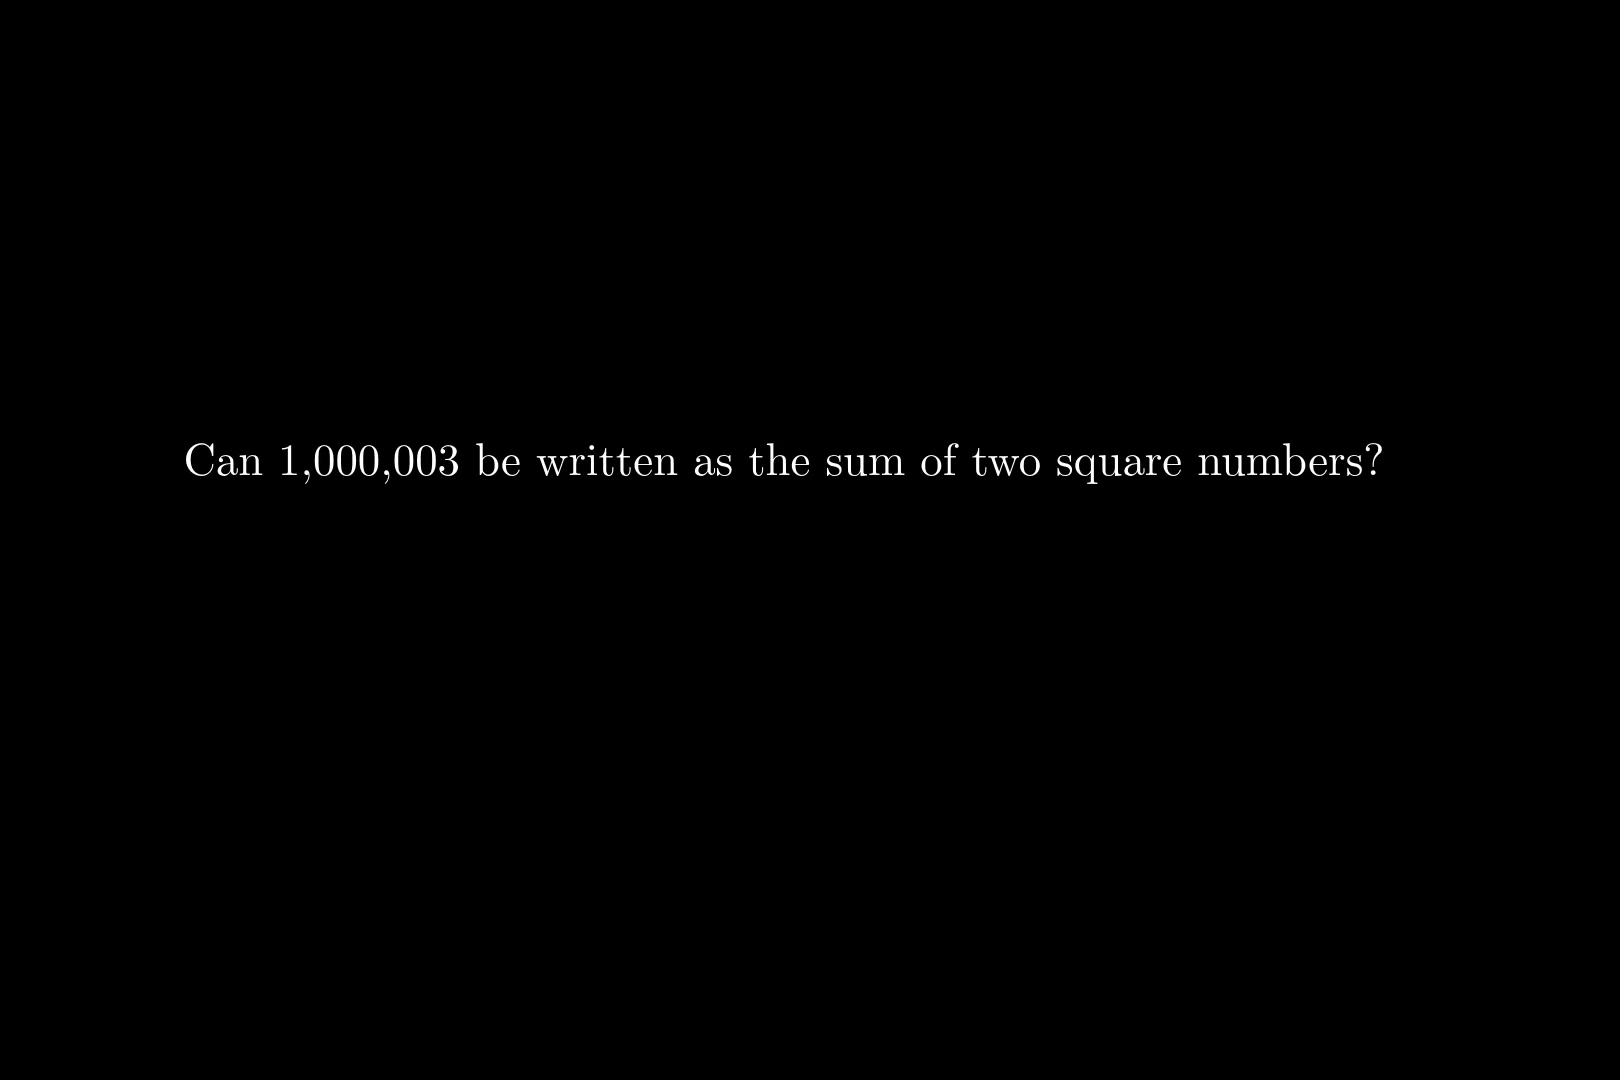 Can 1,000,003 be written as the sum of two square numbers?